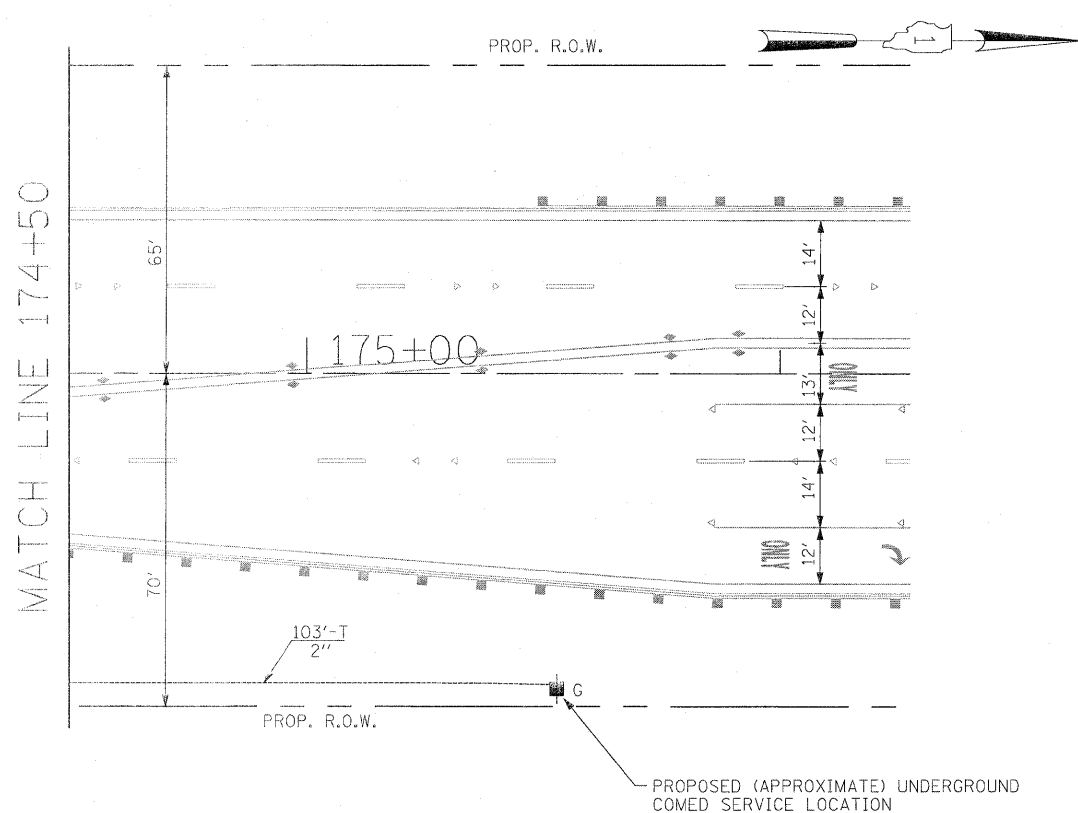 PROP. R.O.W.
1
MATCH LINE 174+50
65'
14'
12'
175+00
13'
ONLY
12'
14'
70'
12'
ONLY
103'-T
2''
G
PROP. R.O.W.
PROPOSED (APPROXIMATE) UNDERGROUND
COMED SERVICE LOCATION